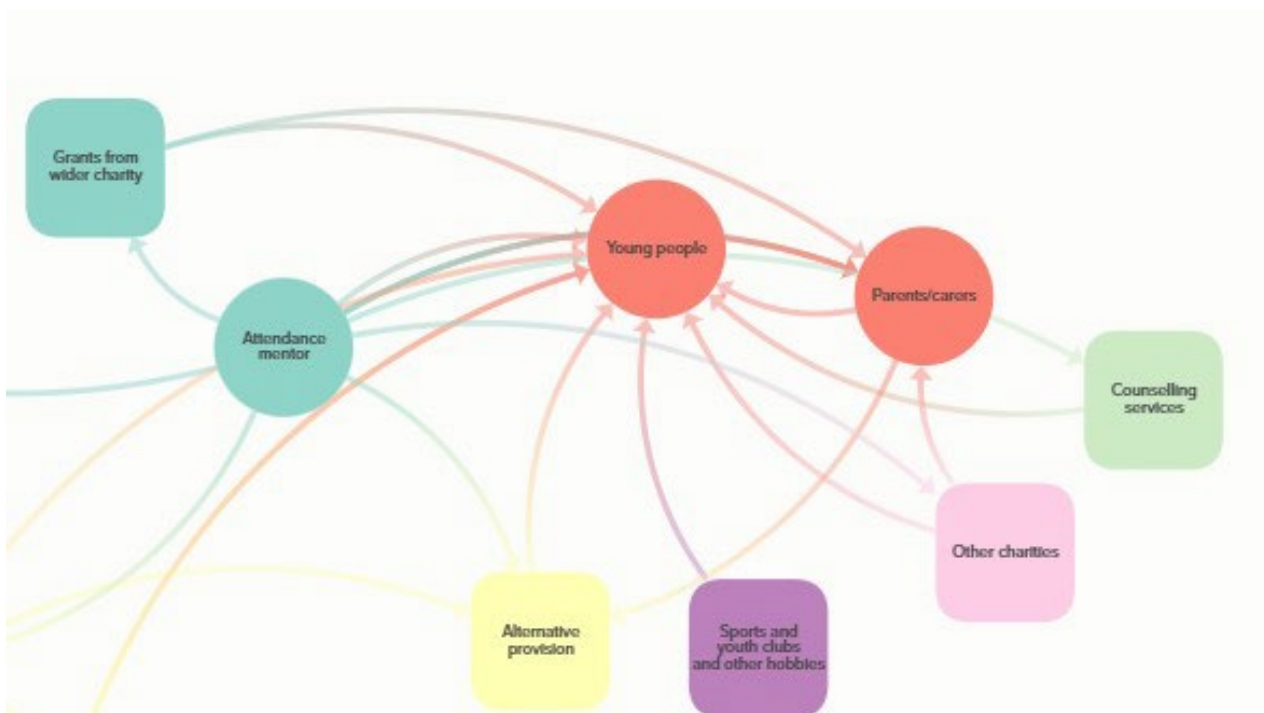 Grants from
wider charity
Young people
Parents/carers
Attendance
mentor
Counselling
services
Other charities
Alternative
provision
Sports and
youth clubs
and other hobbies